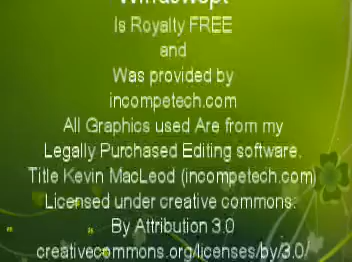 Windswept
Is Royalty FREE
and
Was provided by
incompetech.com
All Graphics used Are from my
Legally Purchased Editing software.
Title Kevin MacLeod (incompetech.com)
Licensed under creative commons:
By Attribution 3.0
creativecommons.org/licenses/by/3.0/